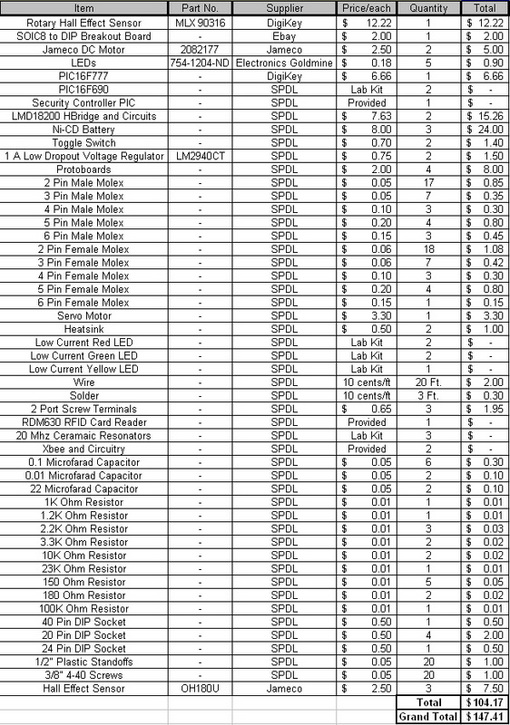 Item Part No. Supplier Price/each Quantity Total
Rotary Hall Effect Sensor MLX 90316 DigiKey $ 12.22 1 $ 12.22
SOIC8 to DIP Breakout Board - Ebay $ 2.00 1 $ 2.00
Jameco DC Motor 2082177 Jameco $ 2.50 2 $ 5.00
LEDs 754-1204-ND Electronics Goldmine $ 0.18 5 $ 0.90
PIC16F777 - DigiKey $ 6.66 1 $ 6.66
PIC16F690 - SPDL Lab Kit 2 $ -
Security Controller PIC - SPDL Provided 1 $ -
LMD18200 HBridge and Circuits - SPDL $ 7.63 2 $ 15.26
Ni-CD Battery - SPDL $ 8.00 3 $ 24.00
Toggle Switch - SPDL $ 0.70 2 $ 1.40
1 A Low Dropout Voltage Regulator LM2940CT SPDL $ 0.75 2 $ 1.50
Protoboards - SPDL $ 2.00 4 $ 8.00
2 Pin Male Molex - SPDL $ 0.05 17 $ 0.85
3 Pin Male Molex - SPDL $ 0.05 7 $ 0.35
4 Pin Male Molex - SPDL $ 0.10 3 $ 0.30
5 Pin Male Molex - SPDL $ 0.20 4 $ 0.80
6 Pin Male Molex - SPDL $ 0.15 3 $ 0.45
2 Pin Female Molex - SPDL $ 0.06 18 $ 1.08
3 Pin Female Molex - SPDL $ 0.06 7 $ 0.42
4 Pin Female Molex - SPDL $ 0.10 3 $ 0.30
5 Pin Female Molex - SPDL $ 0.20 4 $ 0.80
6 Pin Female Molex - SPDL $ 0.15 1 $ 0.15
Servo Motor - SPDL $ 3.30 1 $ 3.30
Heatsink - SPDL $ 0.50 2 $ 1.00
Low Current Red LED - SPDL Lab Kit 2 $ -
Low Current Green LED - SPDL Lab Kit 2 $ -
Low Current Yellow LED - SPDL Lab Kit 1 $ -
Wire - SPDL 10 cents/ft 20 Ft. $ 2.00
Solder - SPDL 10 cents/ft 3 Ft. $ 0.30
2 Port Screw Terminals - SPDL $ 0.65 3 $ 1.95
RDM630 RFID Card Reader - SPDL Provided 1 $ -
20 Mhz Ceramaic Resonators - SPDL Lab Kit 3 $ -
Xbee and Circuitry - SPDL Provided 2 $ -
0.1 Microfarad Capacitor - SPDL $ 0.05 6 $ 0.30
0.01 Microfarad Capacitor - SPDL $ 0.05 2 $ 0.10
22 Microfarad Capacitor - SPDL $ 0.05 2 $ 0.10
1K Ohm Resistor - SPDL $ 0.01 1 $ 0.01
1.2K Ohm Resistor - SPDL $ 0.01 1 $ 0.01
2.2K Ohm Resistor - SPDL $ 0.01 3 $ 0.03
3.3K Ohm Resistor - SPDL $ 0.01 2 $ 0.02
10K Ohm Resistor - SPDL $ 0.01 2 $ 0.02
23K Ohm Resistor - SPDL $ 0.01 1 $ 0.01
150 Ohm Resistor - SPDL $ 0.01 5 $ 0.05
180 Ohm Resistor - SPDL $ 0.01 2 $ 0.02
100K Ohm Resistor - SPDL $ 0.01 1 $ 0.01
40 Pin DIP Socket - SPDL $ 0.50 1 $ 0.50
20 Pin DIP Socket - SPDL $ 0.50 4 $ 2.00
24 Pin DIP Socket - SPDL $ 0.50 1 $ 0.50
1/2" Plastic Standoffs - SPDL $ 0.05 20 $ 1.00
3/8" 4-40 Screws - SPDL $ 0.05 20 $ 1.00
Hall Effect Sensor OH180U Jameco $ 2.50 3 $ 7.50
Total $104.17
Grand Total $147.41